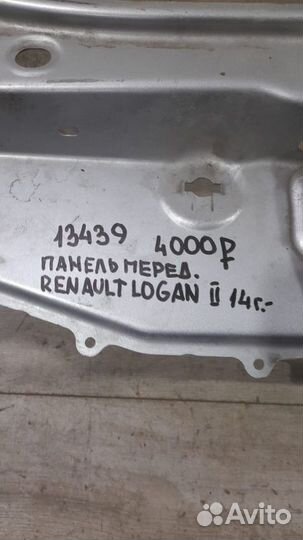 13439 4000₽
ПАНЕЛЬ ПЕРЕД.
RENAULT LOGAN II 14г.-
Avito